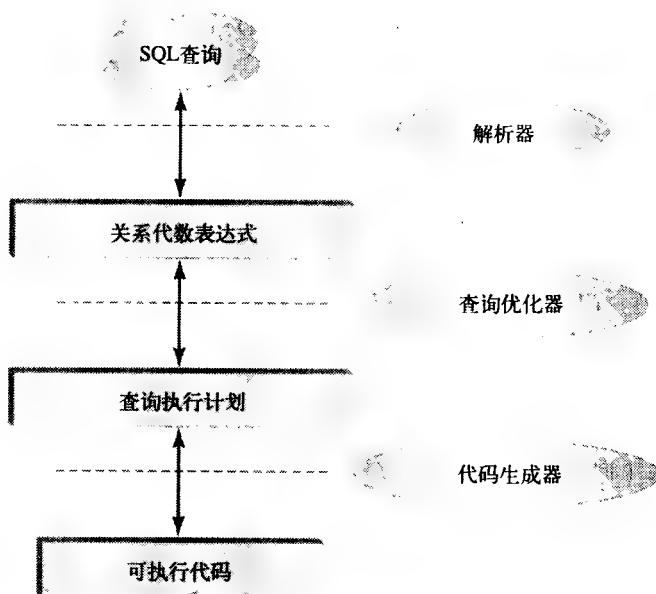 SQL查询
解析器
关系代数表达式
查询优化器
查询执行计划
代码生成器
可执行代码